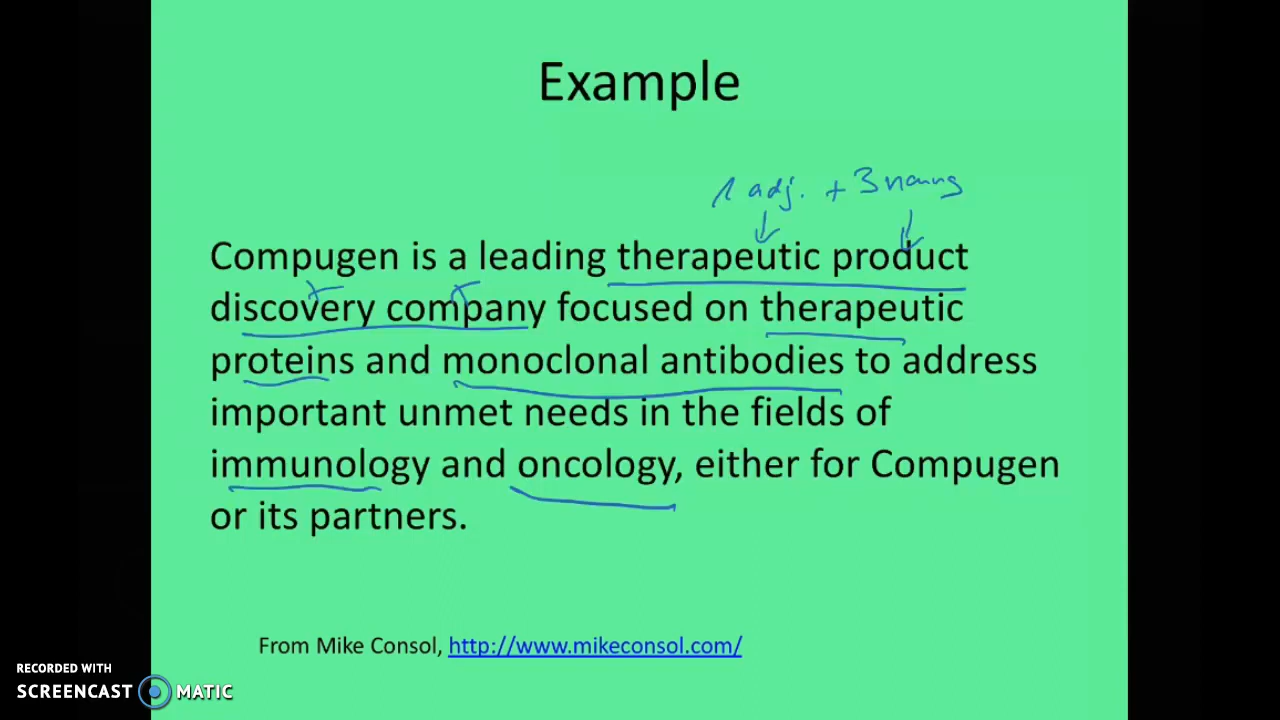 Example
1 adj. + 3 nouns
Compugen is a leading therapeutic product
discovery company focused on therapeutic
proteins and monoclonal antibodies to address
important unmet needs in the fields of
immunology and oncology, either for Compugen
or its partners.
From Mike Consol, http://www.mikeconsol.com/
RECORDED WITH
SCREENCAST MATIC